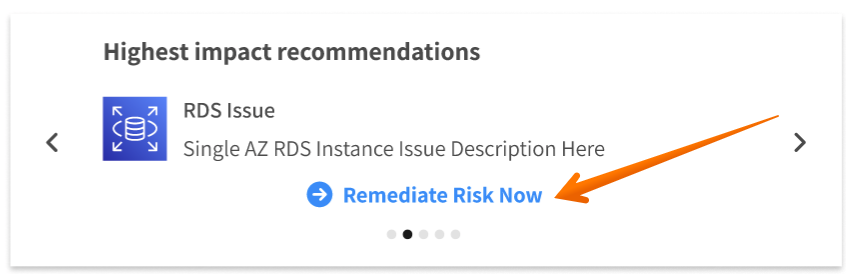 Highest impact recommendations
RDS Issue
Single AZ RDS Instance Issue Description Here
Remediate Risk Now